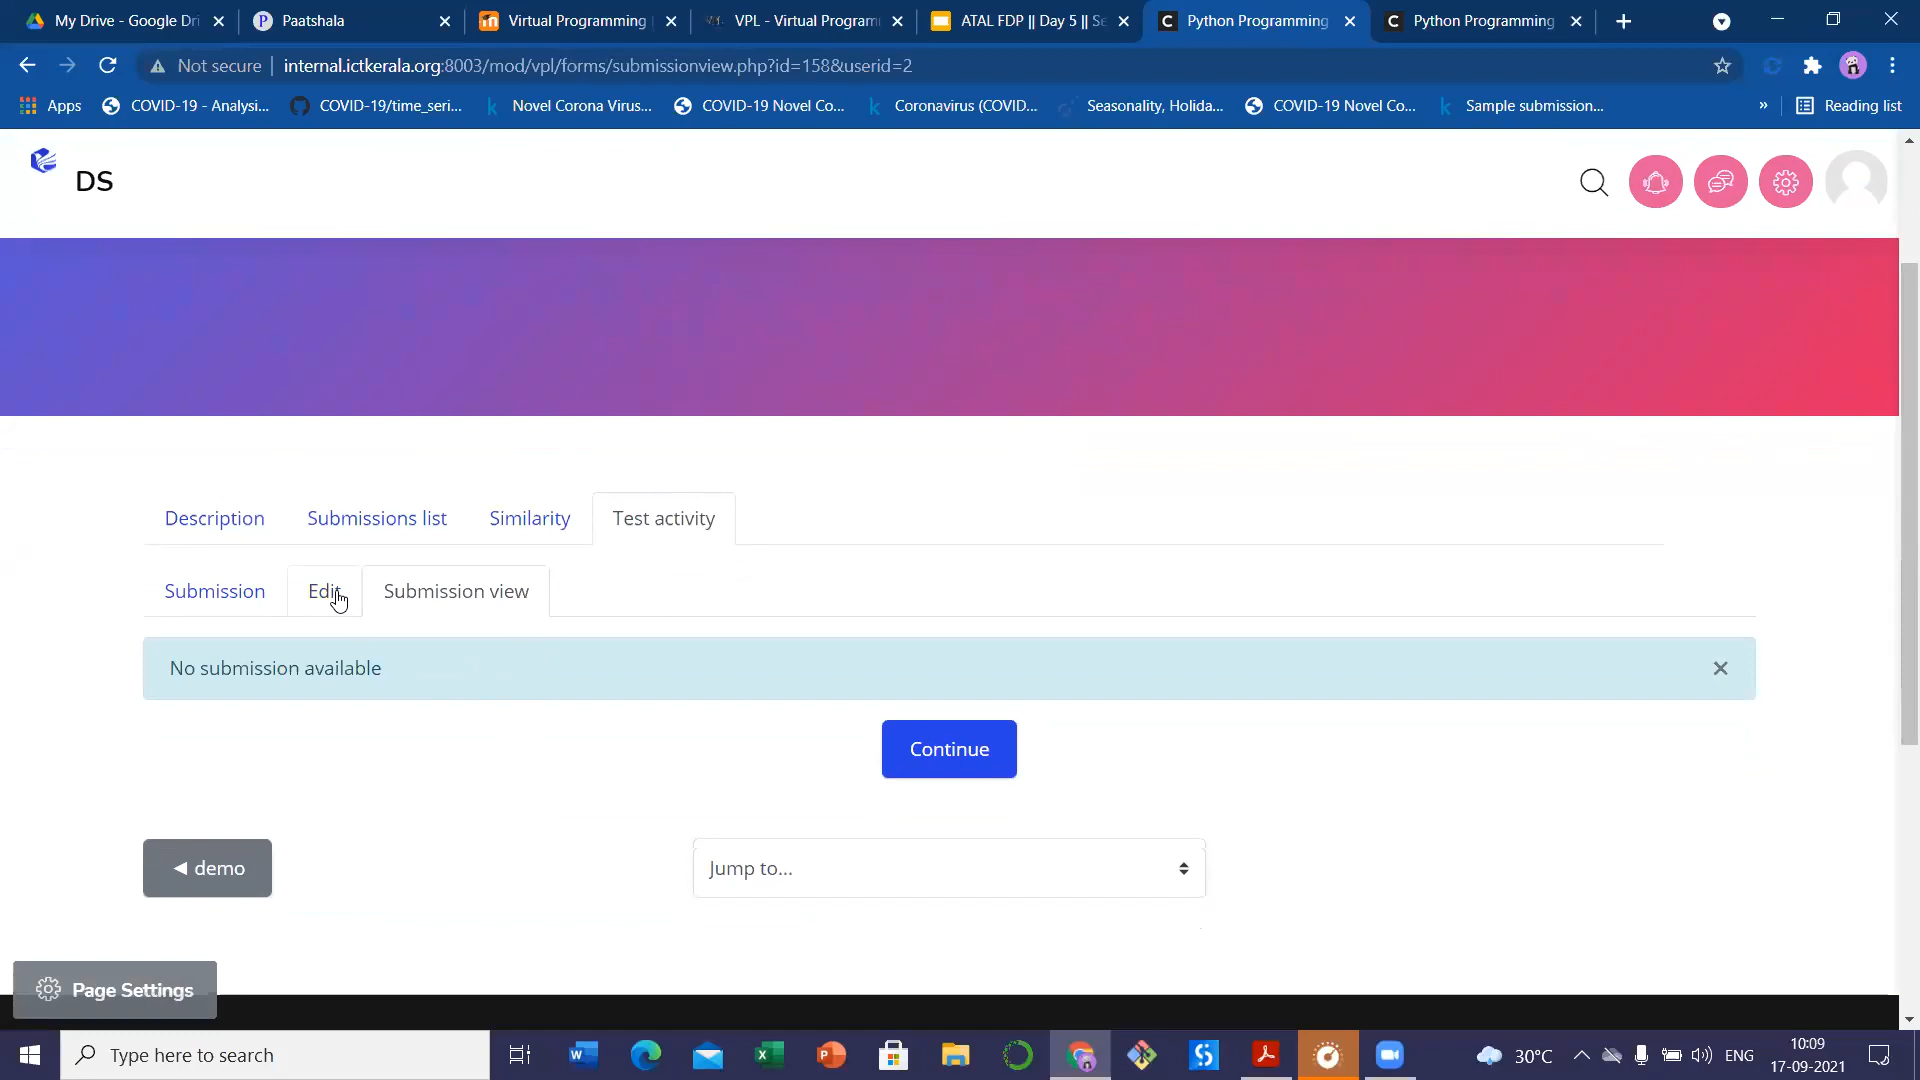 My Drive - Google Dri
Paatshala
Virtual Programming
VPL - Virtual Program
ATAL FDP || Day 5 || Se
Python Programming
Python Programming
Not secure
internal.ictkerala.org:8003/mod/vpl/forms/submissionview.php?id=158&userid=2
Apps
COVID-19 - Analysi...
COVID-19/time_seri...
Novel Corona Virus...
COVID-19 Novel Co...
Coronavirus (COVID...
Seasonality, Holida...
COVID-19 Novel Co...
Sample submission...
»
Reading list
DS
Description
Submissions list
Similarity
Test activity
Submission
Edit
Submission view
No submission available
Continue
◄ demo
Jump to...
Page Settings
Type here to search
30°C
ENG
10:09
17-09-2021